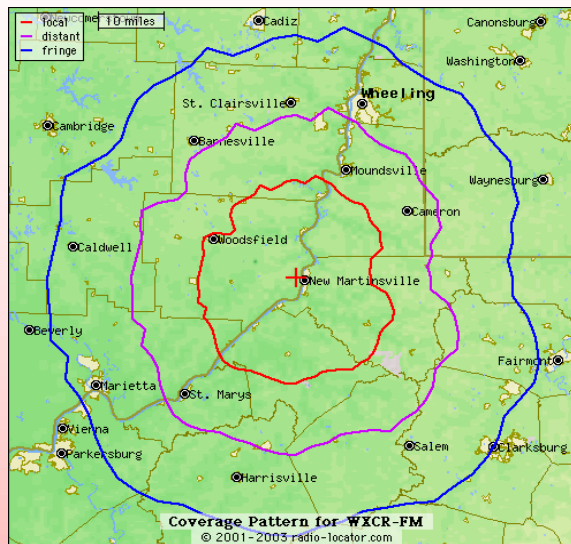 Newcomerstown
local
distant
fringe
10 miles
Cadiz
Canonsburg
Washington
Wheeling
St. Clairsville
Cambridge
Barnesville
Moundsville
Waynesburg
Cameron
Woodsfield
Caldwell
New Martinsville
Beverly
Fairmont
Marietta
St. Marys
Vienna
Parkersburg
Salem
Clarksburg
Harrisville
Coverage Pattern for WXCR-FM
© 2001-2003 radio-locator.com